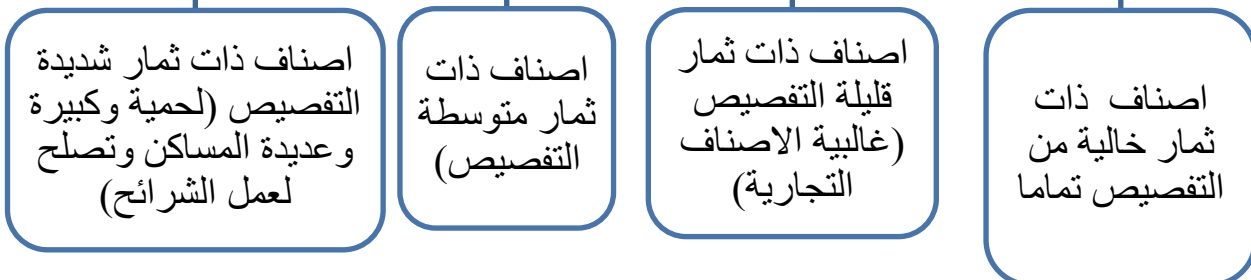 اصناف ذات
ثمار خالية من
التفصيص تماما
اصناف ذات ثمار
قليلة التفصيص
(غالبية الاصناف
التجارية)
اصناف ذات
ثمار متوسطة
التفصيص)
اصناف ذات ثمار شديدة
التفصيص (لحمية وكبيرة
وعديدة المساكن وتصلح
لعمل الشرائح)